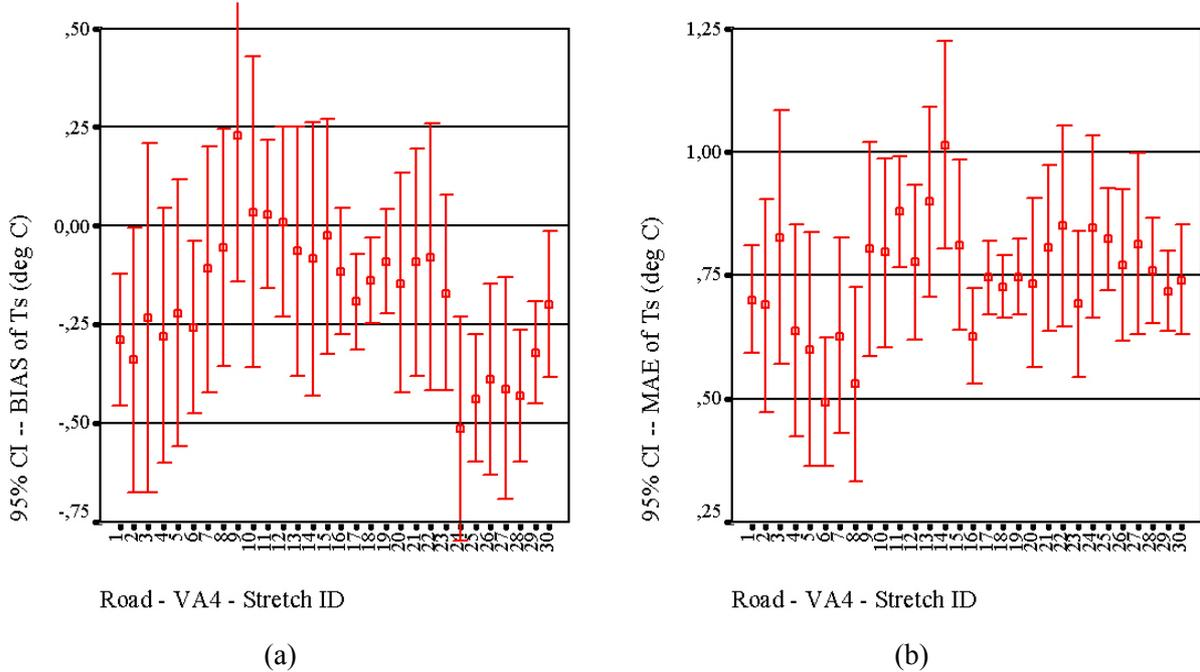 95% CI -- BIAS of Ts (deg C)
,50
,25
0,00
-,25
-,50
-,75
1 2 3 4 5 6 7 8 9 10 11 12 13 14 15 16 17 18 19 20 21 22 23 24 25 26 27 28 29 30
Road - VA4 - Stretch ID
(a)
95% CI -- MAE of Ts (deg C)
1,25
1,00
,75
,50
,25
1 2 3 4 5 6 7 8 9 10 11 12 13 14 15 16 17 18 19 20 21 22 23 24 25 26 27 28 29 30
Road - VA4 - Stretch ID
(b)